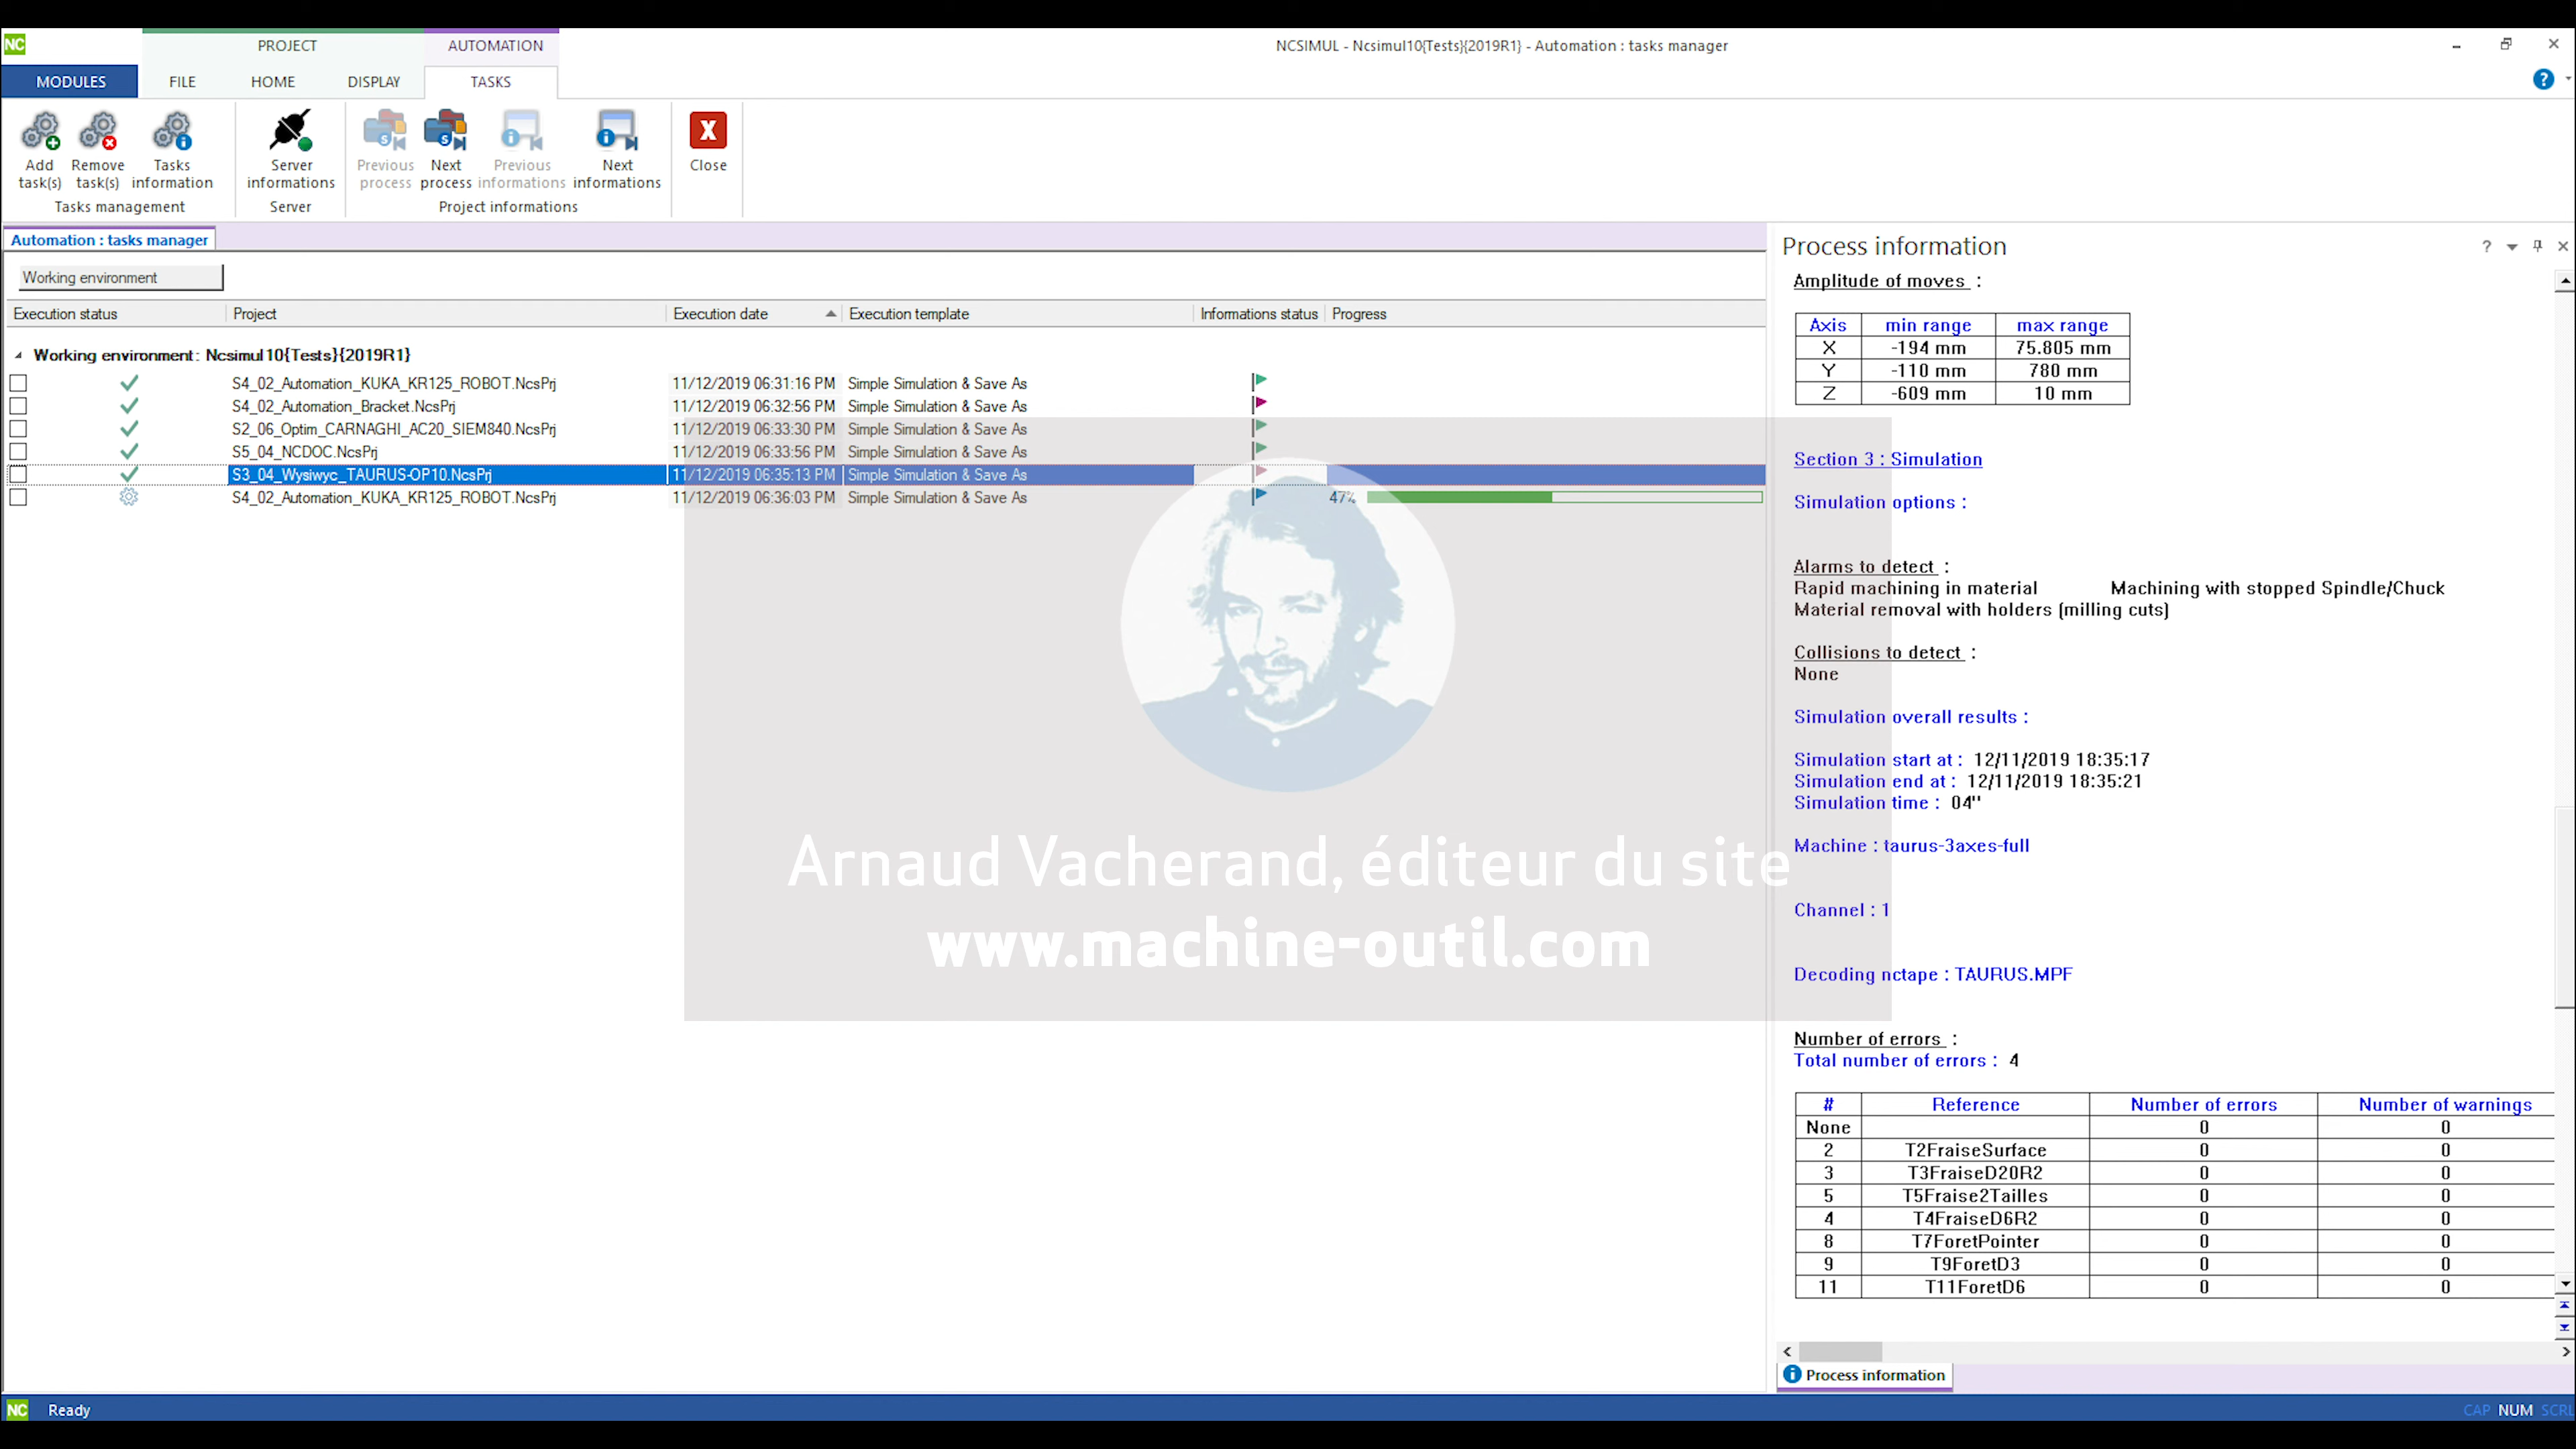 NC
PROJECT AUTOMATION NCSIMUL - Ncsimul10{Tests}{2019R1} - Automation : tasks manager
MODULES FILE HOME DISPLAY TASKS
Add task(s) Remove task(s) Tasks information Server informations Previous process Next process Previous informations Next informations Close
Tasks management Server Project informations
Automation : tasks manager
Working environment
Execution status Project Execution date Execution template Informations status Progress
Working environment: Ncsimul10{Tests}{2019R1}
S4_02_Automation_KUKA_KR125_ROBOT.NcsPrj 11/12/2019 06:31:16 PM Simple Simulation & Save As
S4_02_Automation_Bracket.NcsPrj 11/12/2019 06:32:56 PM Simple Simulation & Save As
S2_06_Optim_CARNAGHI_AC20_SIEM840.NcsPrj 11/12/2019 06:33:30 PM Simple Simulation & Save As
S5_04_NCDOC.NcsPrj 11/12/2019 06:33:56 PM Simple Simulation & Save As
S3_04_Wysiwyc_TAURUS-OP10.NcsPrj 11/12/2019 06:35:13 PM Simple Simulation & Save As
S4_02_Automation_KUKA_KR125_ROBOT.NcsPrj 11/12/2019 06:36:03 PM Simple Simulation & Save As 47%
Arnaud Vacherand, éditeur du site
www.machine-outil.com
Process information
Amplitude of moves :
Axis min range max range
X -194 mm 75.805 mm
Y -110 mm 780 mm
Z -609 mm 10 mm
Section 3 : Simulation
Simulation options :
Alarms to detect :
Rapid machining in material Machining with stopped Spindle/Chuck
Material removal with holders (milling cuts)
Collisions to detect :
None
Simulation overall results :
Simulation start at : 12/11/2019 18:35:17
Simulation end at : 12/11/2019 18:35:21
Simulation time : 04''
Machine : taurus-3axes-full
Channel : 1
Decoding nctape : TAURUS.MPF
Number of errors :
Total number of errors : 4
# Reference Number of errors Number of warnings
None 0 0
2 T2FraiseSurface 0 0
3 T3FraiseD20R2 0 0
5 T5Fraise2Tailles 0 0
4 T4FraiseD6R2 0 0
8 T7ForetPointer 0 0
9 T9ForetD3 0 0
11 T11ForetD6 0 0
Process information
NC Ready CAP NUM SCRL